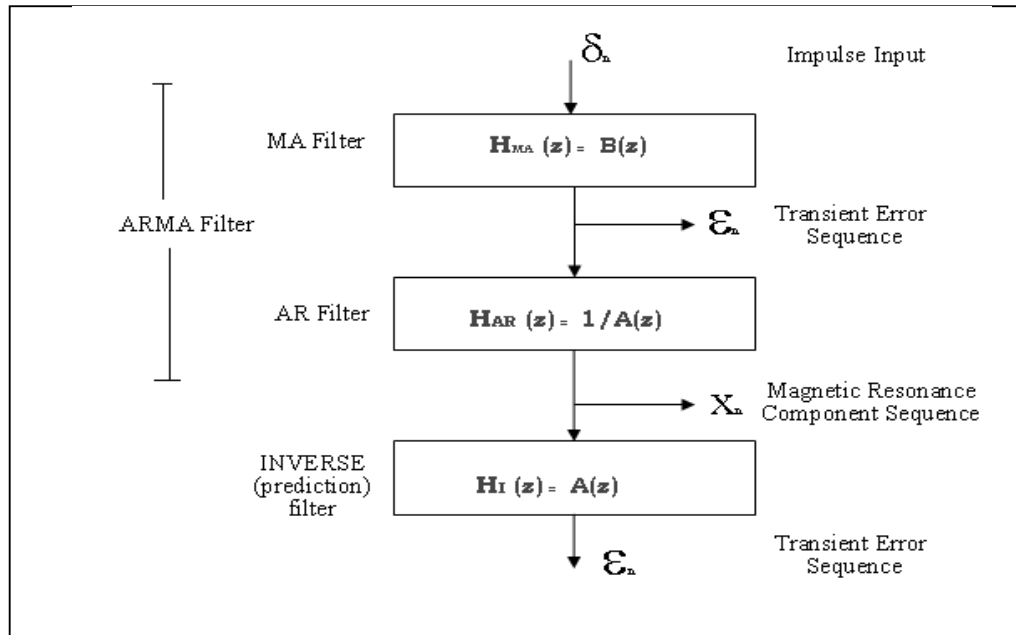 δn
Impulse Input
MA Filter
HMA (z) = B(z)
ARMA Filter
εn
Transient Error
Sequence
AR Filter
HAR (z) = 1/A(z)
Xn
Magnetic Resonance
Component Sequence
INVERSE
(prediction)
filter
HI (z) = A(z)
εn
Transient Error
Sequence